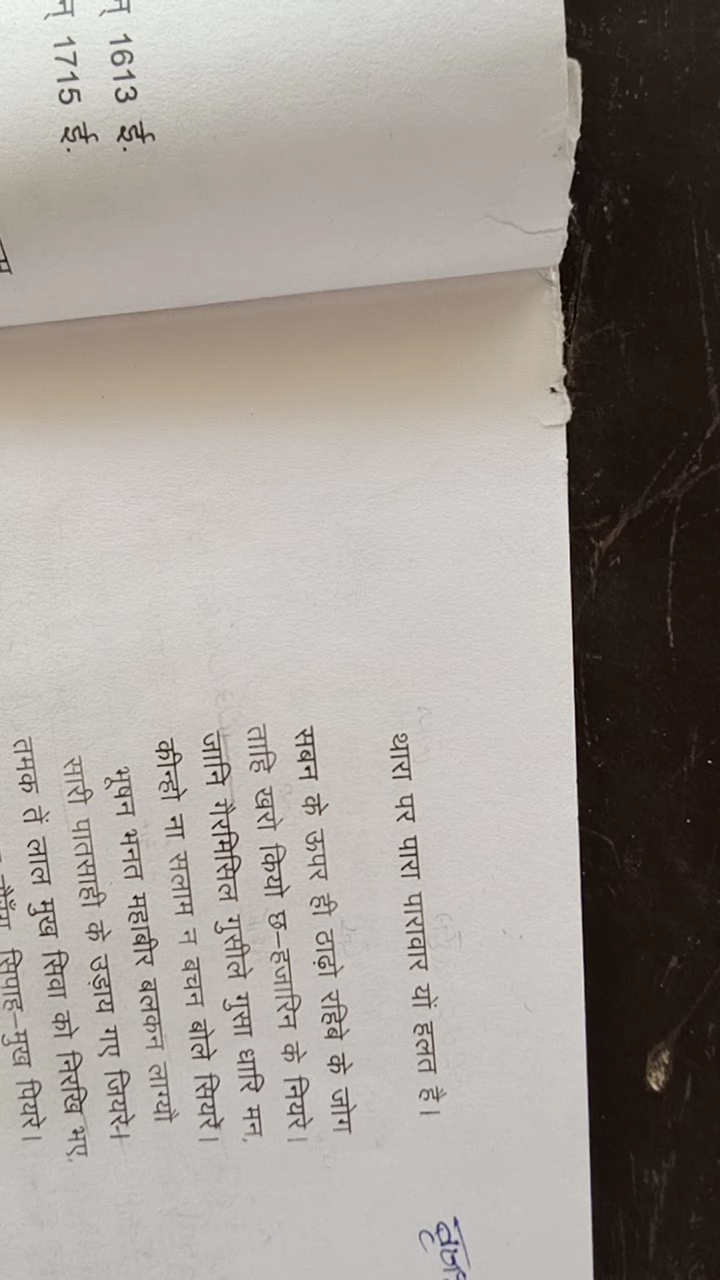 न् 1613 ई.
न् 1715 ई.
थारा पर पारा पारावार यों हलत है।
सबन के ऊपर ही ठाढ़ो रहिबे के जोग
ताहि खरो कियो छ-हजारिन के नियरे।
जानि गैरमिसिल गुसीले गुसा धारि मन,
कीन्हो ना सलाम न बचन बोले सियरे।
भूषन भनत महाबीर बलकन लाग्यौ
सारी पातसाही के उड़ाय गए जियरे।
तमक तें लाल मुख सिवा को निरखि भए,
सिपाह-मुख पियरे।